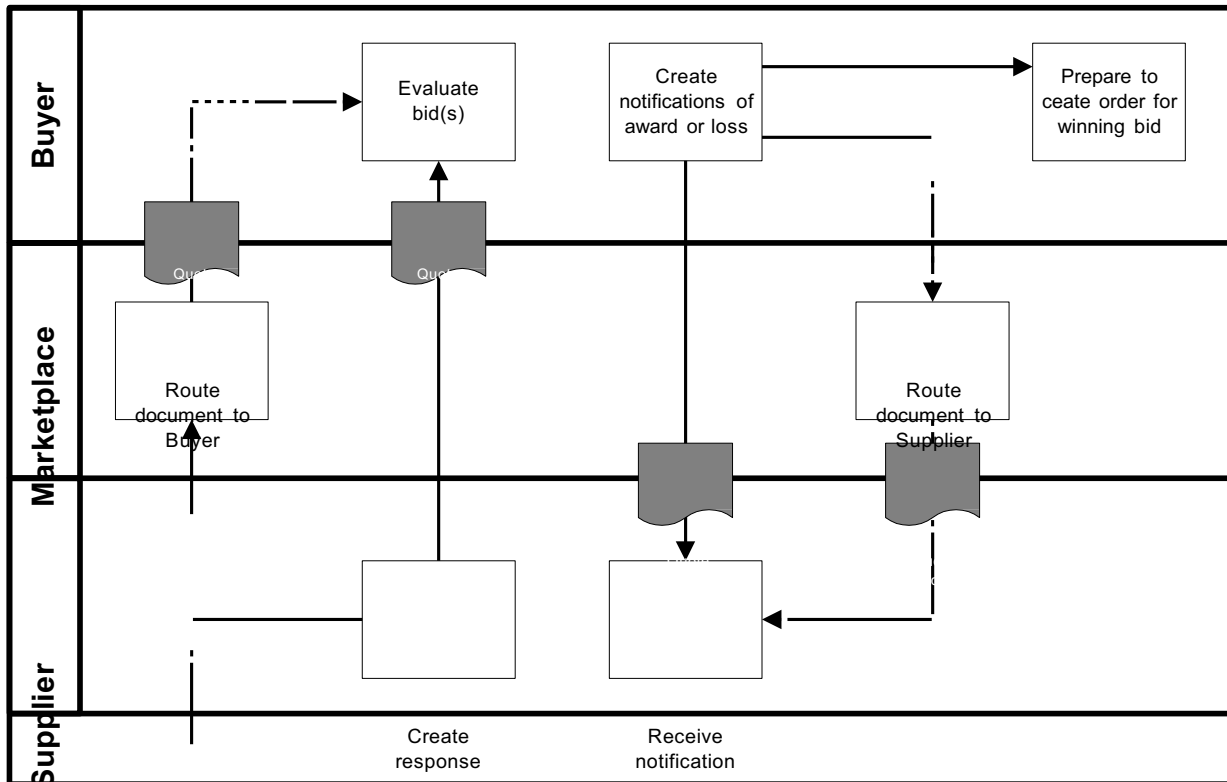 Buyer
Evaluate
bid(s)
Create
notifications of
award or loss
Prepare to
ceate order for
winning bid
Marketplace
Route
document to
Buyer
Route
document to
Supplier
Supplier
Create
response
Receive
notification